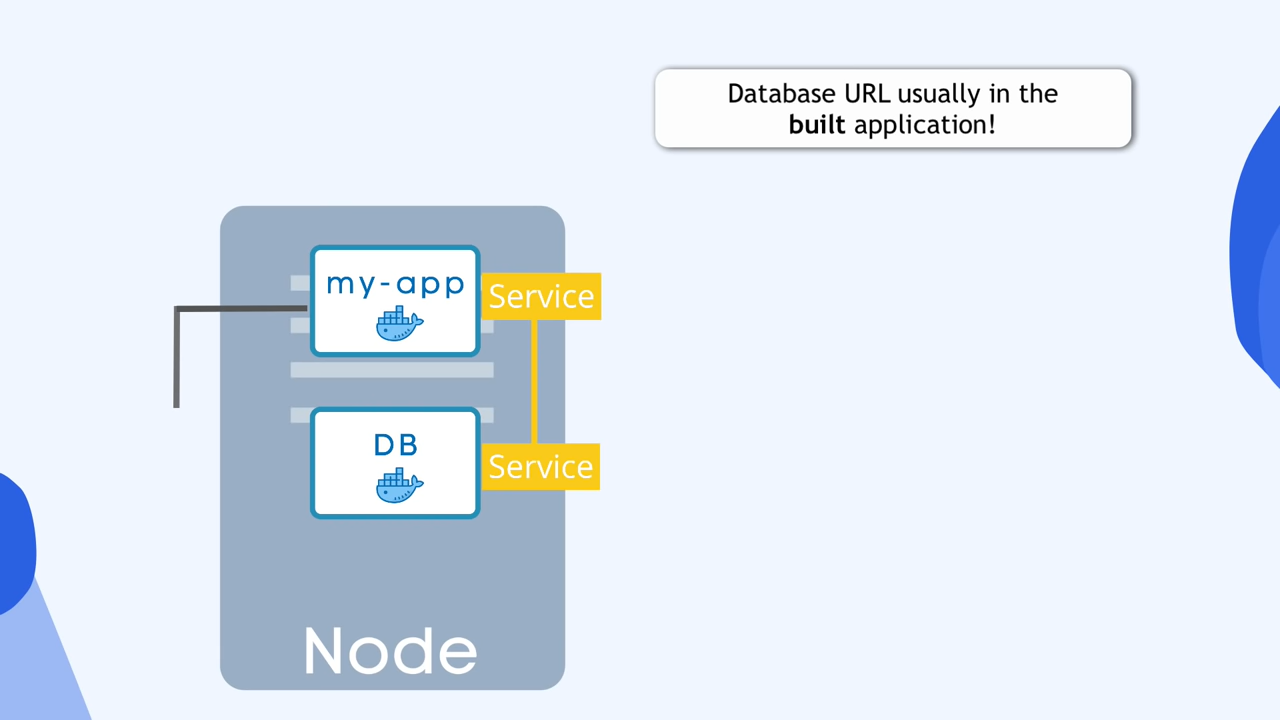 Database URL usually in the
built application!
my-app
Service
DB
Service
Node